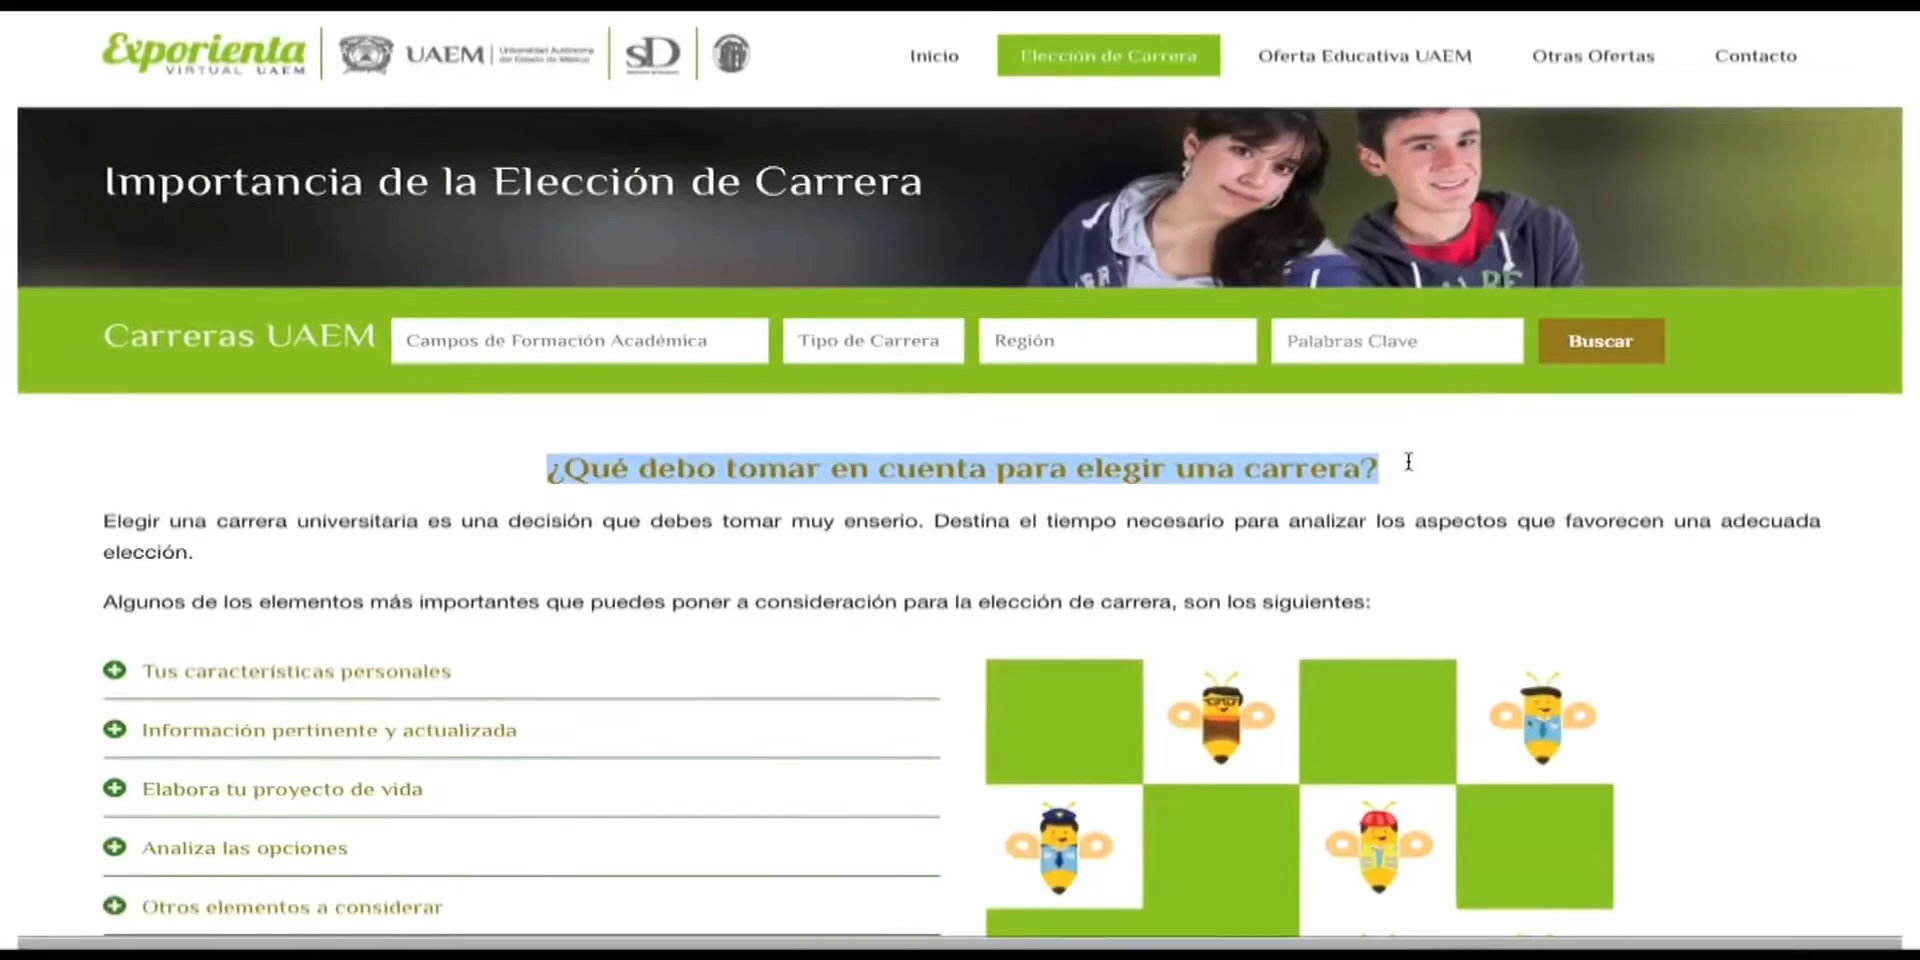 Exporienta
VIRTUAL UAEM
UAEM
Universidad Autónoma
del Estado de México
SD
Inicio
Elección de Carrera
Oferta Educativa UAEM
Otras Ofertas
Contacto
Importancia de la Elección de Carrera
Carreras UAEM
Campos de Formación Académica
Tipo de Carrera
Región
Palabras Clave
Buscar
¿Qué debo tomar en cuenta para elegir una carrera?
Elegir una carrera universitaria es una decisión que debes tomar muy enserio. Destina el tiempo necesario para analizar los aspectos que favorecen una adecuada
elección.
Algunos de los elementos más importantes que puedes poner a consideración para la elección de carrera, son los siguientes:
Tus características personales
Información pertinente y actualizada
Elabora tu proyecto de vida
Analiza las opciones
Otros elementos a considerar